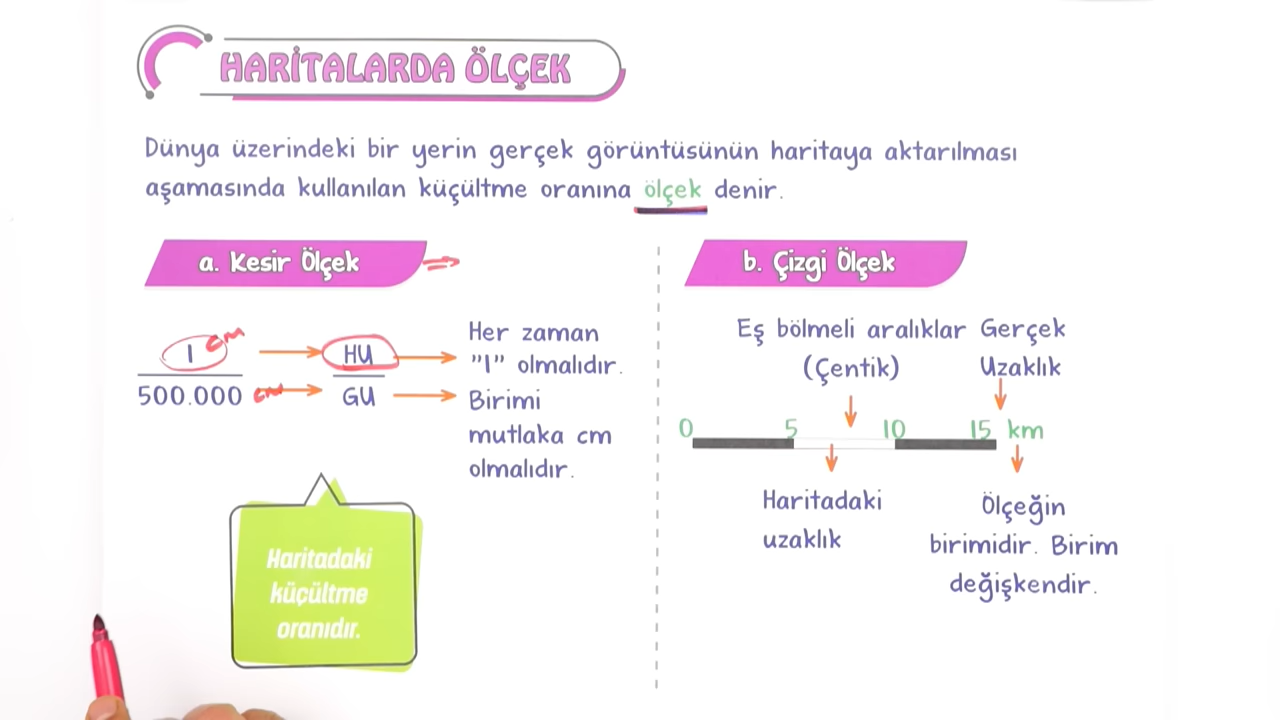 HARİTALARDA ÖLÇEK
Dünya üzerindeki bir yerin gerçek görüntüsünün haritaya aktarılması
aşamasında kullanılan küçültme oranına ölçek denir.
a. Kesir Ölçek
1 cm
500.000 cm
HU
GU
Her zaman
"1" olmalıdır.
Birimi
mutlaka cm
olmalıdır.
Haritadaki
küçültme
oranıdır.
b. Çizgi Ölçek
Eş bölmeli aralıklar
(Çentik)
Gerçek
Uzaklık
0 5 10 15 km
Haritadaki
uzaklık
Ölçeğin
birimidir. Birim
değişkendir.